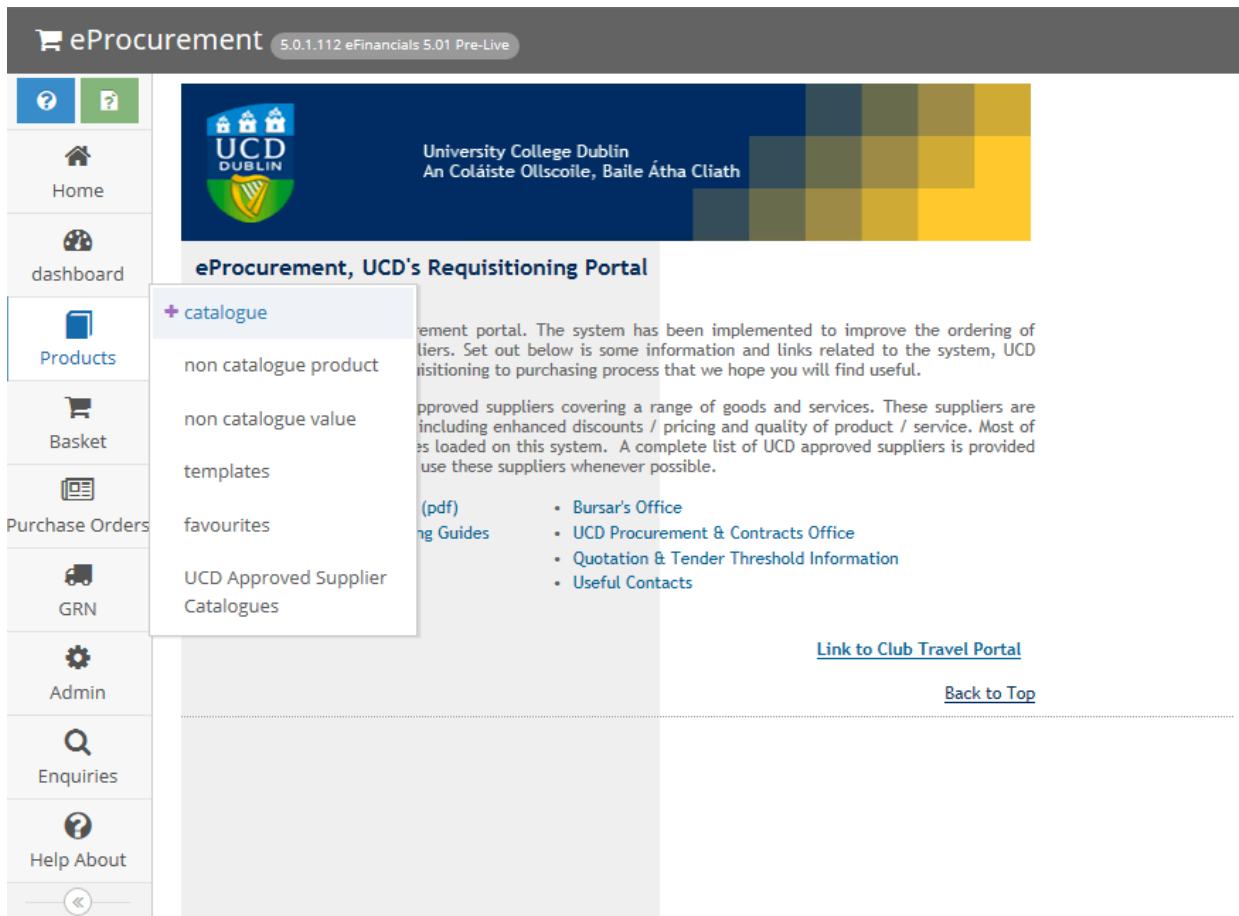 eProcurement 5.0.1.112 eFinancials 5.01 Pre-Live
Home
dashboard
Products
Basket
Purchase Orders
GRN
Admin
Enquiries
Help About
catalogue
non catalogue product
non catalogue value
templates
favourites
UCD Approved Supplier
Catalogues
UCD
DUBLIN
University College Dublin
An Coláiste Ollscoile, Baile Átha Cliath
eProcurement, UCD's Requisitioning Portal
ement portal. The system has been implemented to improve the ordering of
liers. Set out below is some information and links related to the system, UCD
isitioning to purchasing process that we hope you will find useful.
pproved suppliers covering a range of goods and services. These suppliers are
including enhanced discounts / pricing and quality of product / service. Most of
es loaded on this system. A complete list of UCD approved suppliers is provided
use these suppliers whenever possible.
(pdf)
ng Guides
• Bursar's Office
• UCD Procurement & Contracts Office
• Quotation & Tender Threshold Information
• Useful Contacts
Link to Club Travel Portal
Back to Top